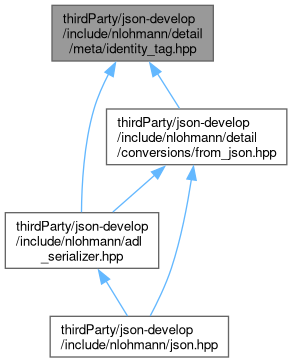 thirdParty/json-develop
/include/nlohmann/detail
/meta/identity_tag.hpp
thirdParty/json-develop
/include/nlohmann/detail
/conversions/from_json.hpp
thirdParty/json-develop
/include/nlohmann/adl
_serializer.hpp
thirdParty/json-develop
/include/nlohmann/json.hpp